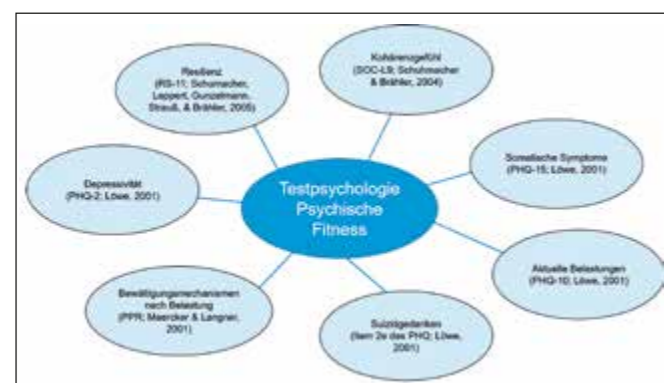 Resilienz
(RS-11; Schumacher,
Leppert, Gunzelmann,
Strauß, & Brähler, 2005)
Kohärenzgefühl
(SOC-L9; Schuhmacher
& Brähler, 2004)
Depressivität
(PHQ-2; Löwe, 2001)
Testpsychologie
Psychische
Fitness
Somatische Symptome
(PHQ-15; Löwe, 2001)
Bewältigungsmechanismen
nach Belastung
(PPR; Maercker & Langner,
2001)
Suizidgedanken
(Item 2e das PHQ; Löwe,
2001)
Aktuelle Belastungen
(PHQ-10; Löwe, 2001)